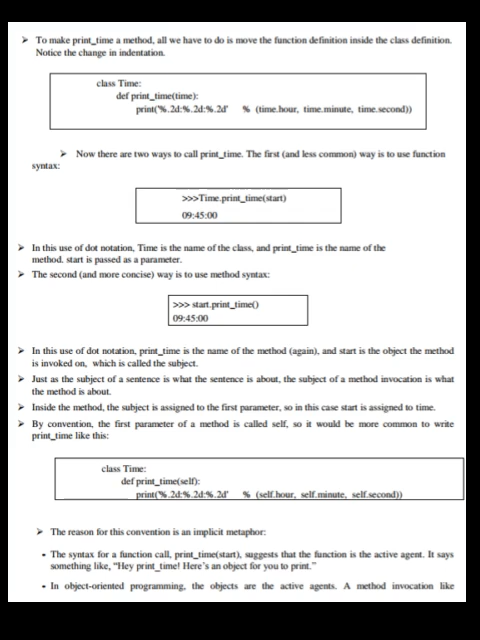 ➢ To make print_time a method, all we have to do is move the function definition inside the class definition.
Notice the change in indentation.
class Time:
def print_time(time):
print('%.2d:%.2d:%.2d' % (time.hour, time.minute, time.second))
➢ Now there are two ways to call print_time. The first (and less common) way is to use function
syntax:
>>>Time.print_time(start)
09:45:00
➢ In this use of dot notation, Time is the name of the class, and print_time is the name of the
method. start is passed as a parameter.
➢ The second (and more concise) way is to use method syntax:
>>> start.print_time()
09:45:00
➢ In this use of dot notation, print_time is the name of the method (again), and start is the object the method
is invoked on, which is called the subject.
➢ Just as the subject of a sentence is what the sentence is about, the subject of a method invocation is what
the method is about.
➢ Inside the method, the subject is assigned to the first parameter, so in this case start is assigned to time.
➢ By convention, the first parameter of a method is called self, so it would be more common to write
print_time like this:
class Time:
def print_time(self):
print('%.2d:%.2d:%.2d' % (self.hour, self.minute, self.second))
➢ The reason for this convention is an implicit metaphor:
• The syntax for a function call, print_time(start), suggests that the function is the active agent. It says
something like, “Hey print_time! Here’s an object for you to print.”
• In object-oriented programming, the objects are the active agents. A method invocation like